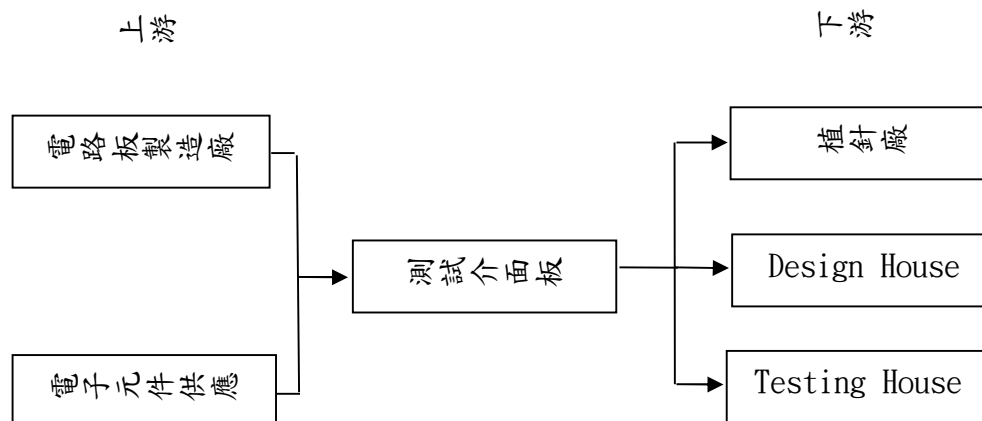 上游
下游
電路板製造廠
植針廠
測試介面板
Design House
電子元件供應
Testing House